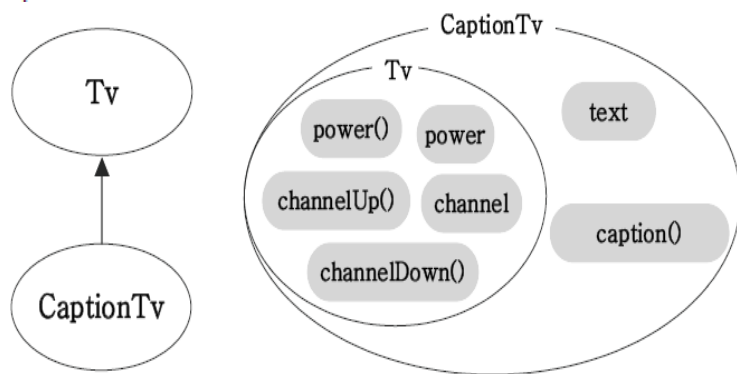 Tv
CaptionTv
CaptionTv
Tv
power()
power
channelUp()
channel
channelDown()
text
caption()